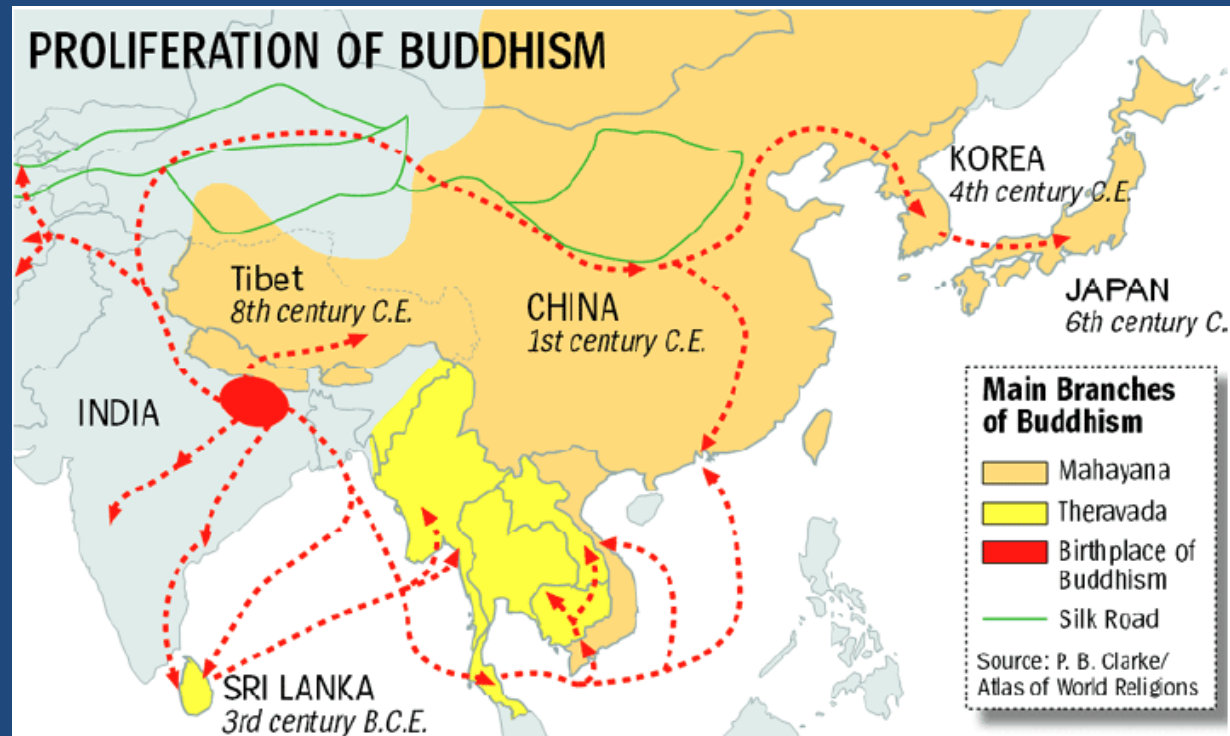 PROLIFERATION OF BUDDHISM
KOREA
4th century C.E.
Tibet
8th century C.E.
CHINA
1st century C.E.
JAPAN
6th century C.
INDIA
SRI LANKA
3rd century B.C.E.
Main Branches
of Buddhism
Mahayana
Theravada
Birthplace of
Buddhism
Silk Road
Source: P. B. Clarke/
Atlas of World Religions